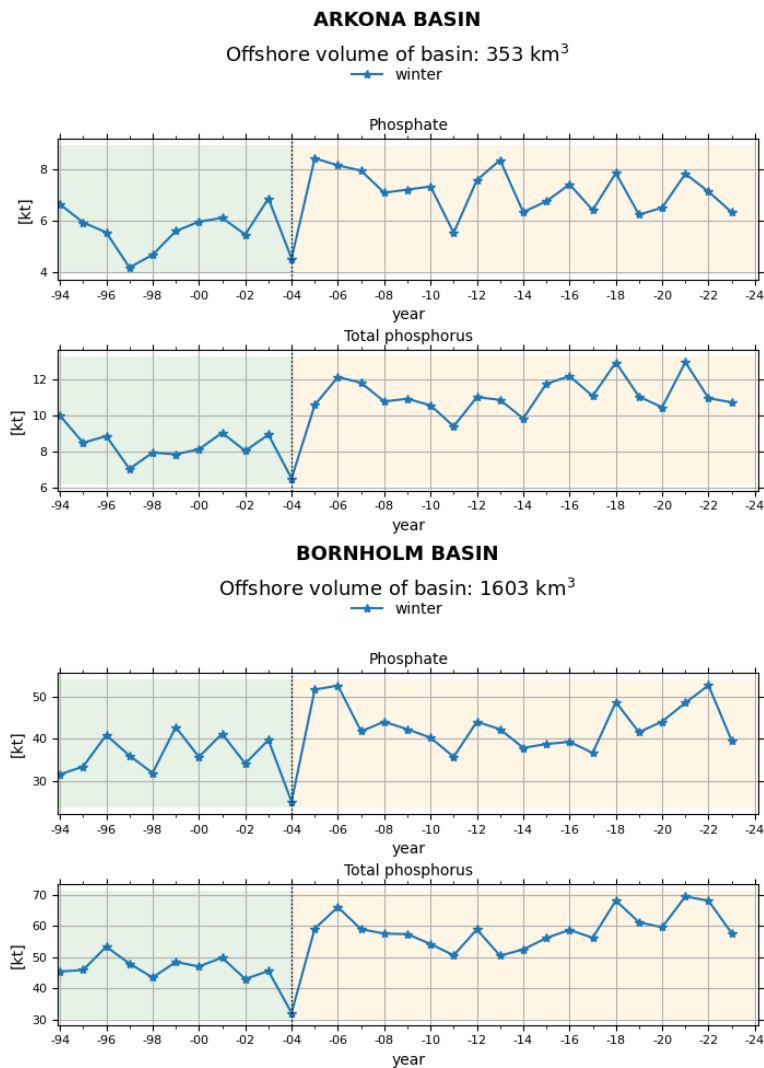 ARKONA BASIN
Offshore volume of basin: 353 km³
winter
Phosphate
8
6
4
[kt]
-94 -96 -98 -00 -02 -04 -06 -08 -10 -12 -14 -16 -18 -20 -22 -24
year
Total phosphorus
12
10
8
6
[kt]
-94 -96 -98 -00 -02 -04 -06 -08 -10 -12 -14 -16 -18 -20 -22 -24
year
BORNHOLM BASIN
Offshore volume of basin: 1603 km³
winter
Phosphate
50
40
30
[kt]
-94 -96 -98 -00 -02 -04 -06 -08 -10 -12 -14 -16 -18 -20 -22 -24
year
Total phosphorus
70
60
50
40
30
[kt]
-94 -96 -98 -00 -02 -04 -06 -08 -10 -12 -14 -16 -18 -20 -22 -24
year